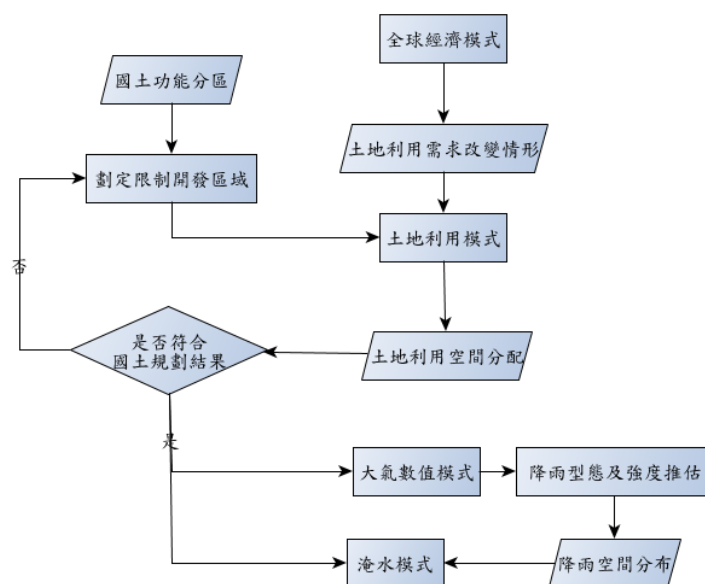 全球經濟模式
國土功能分區
土地利用需求改變情形
劃定限制開發區域
土地利用模式
否
是否符合
國土規劃結果
土地利用空間分配
是
大氣數值模式
降雨型態及強度推估
淹水模式
降雨空間分布